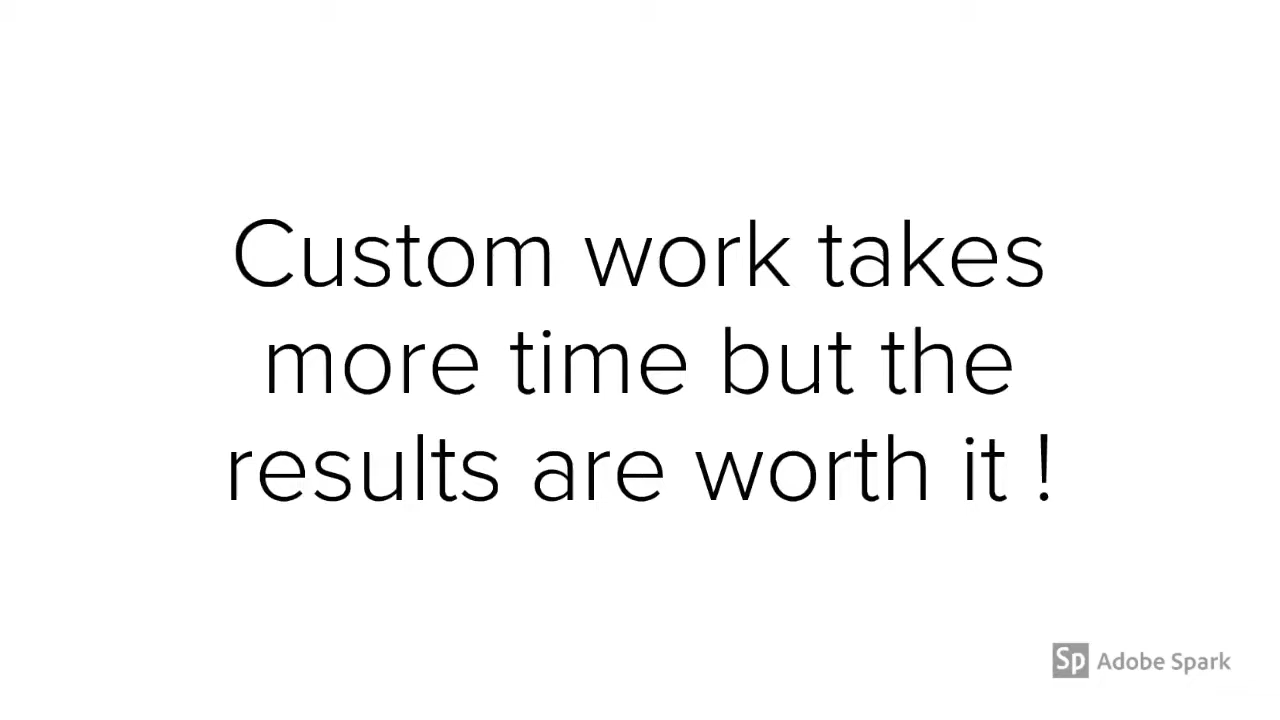 Custom work takes
more time but the
results are worth it !
Sp Adobe Spark